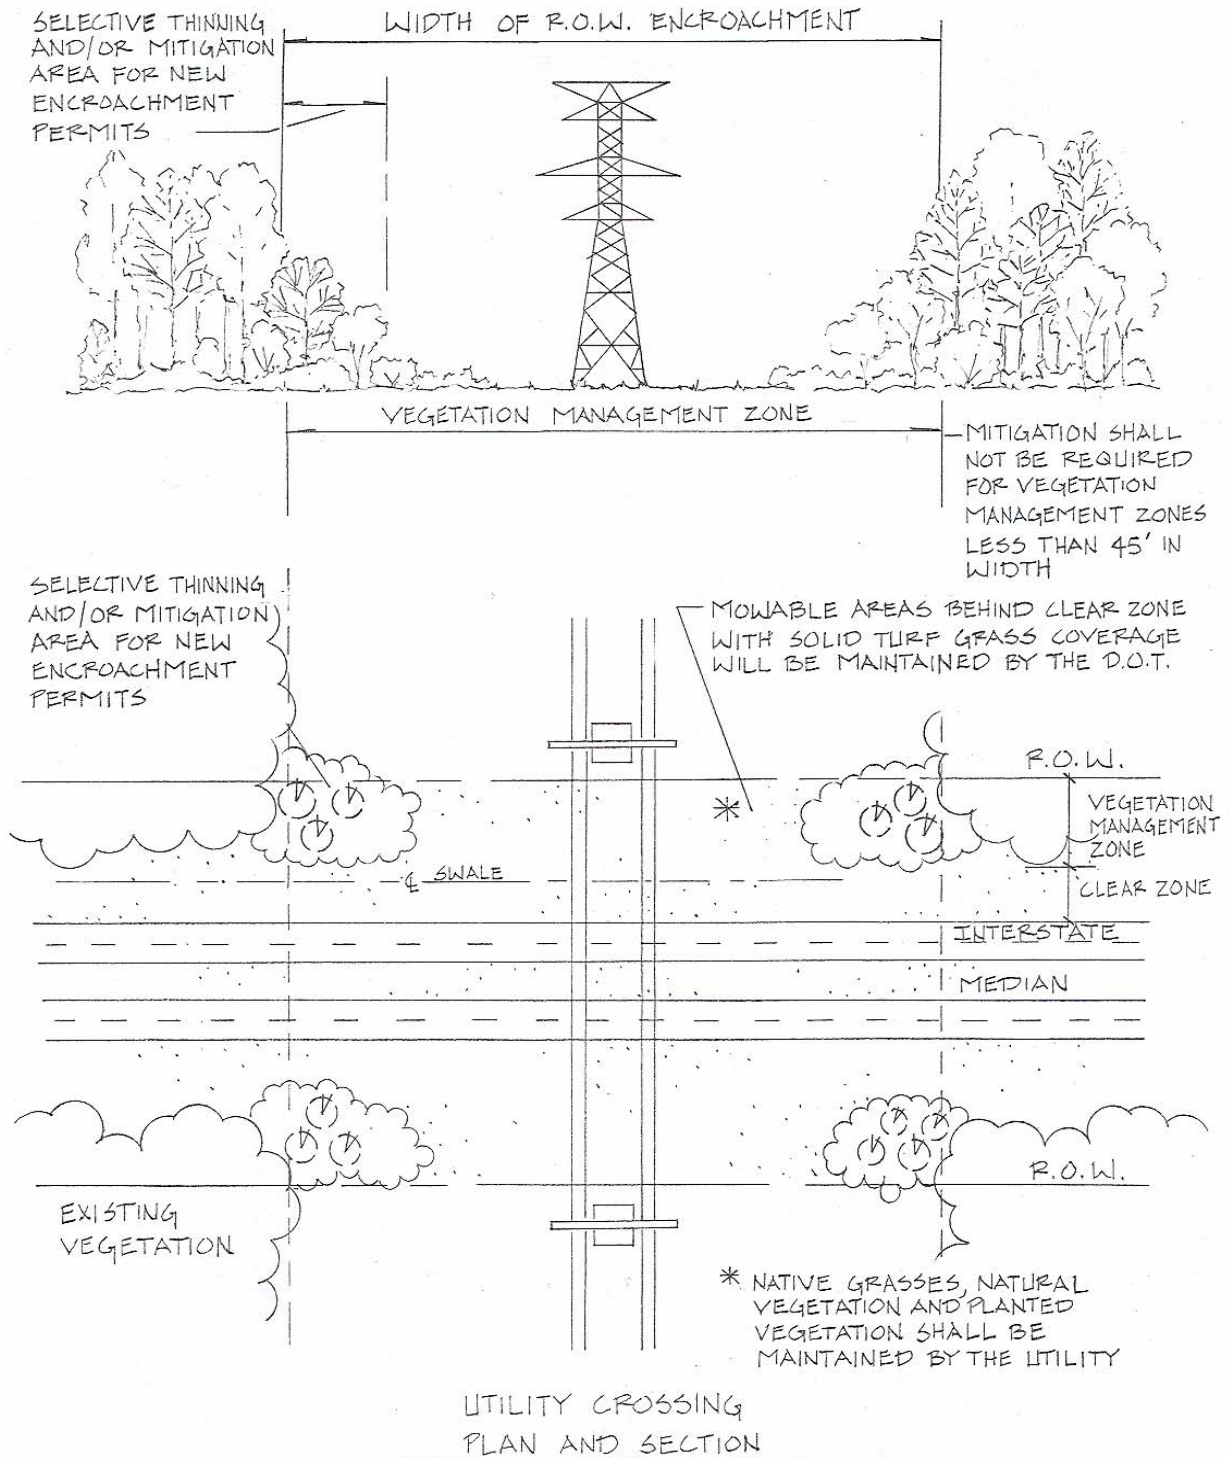 SELECTIVE THINNING
AND/OR MITIGATION
AREA FOR NEW
ENCROACHMENT
PERMITS
WIDTH OF R.O.W. ENCROACHMENT
VEGETATION MANAGEMENT ZONE
MITIGATION SHALL
NOT BE REQUIRED
FOR VEGETATION
MANAGEMENT ZONES
LESS THAN 45' IN
WIDTH
SELECTIVE THINNING
AND/OR MITIGATION
AREA FOR NEW
ENCROACHMENT
PERMITS
MOWABLE AREAS BEHIND CLEAR ZONE
WITH SOLID TURF GRASS COVERAGE
WILL BE MAINTAINED BY THE D.O.T.
R.O.W.
*
VEGETATION
MANAGEMENT
ZONE
℄ SWALE
CLEAR ZONE
INTERSTATE
MEDIAN
R.O.W.
EXISTING
VEGETATION
* NATIVE GRASSES, NATURAL
VEGETATION AND PLANTED
VEGETATION SHALL BE
MAINTAINED BY THE UTILITY
UTILITY CROSSING
PLAN AND SECTION